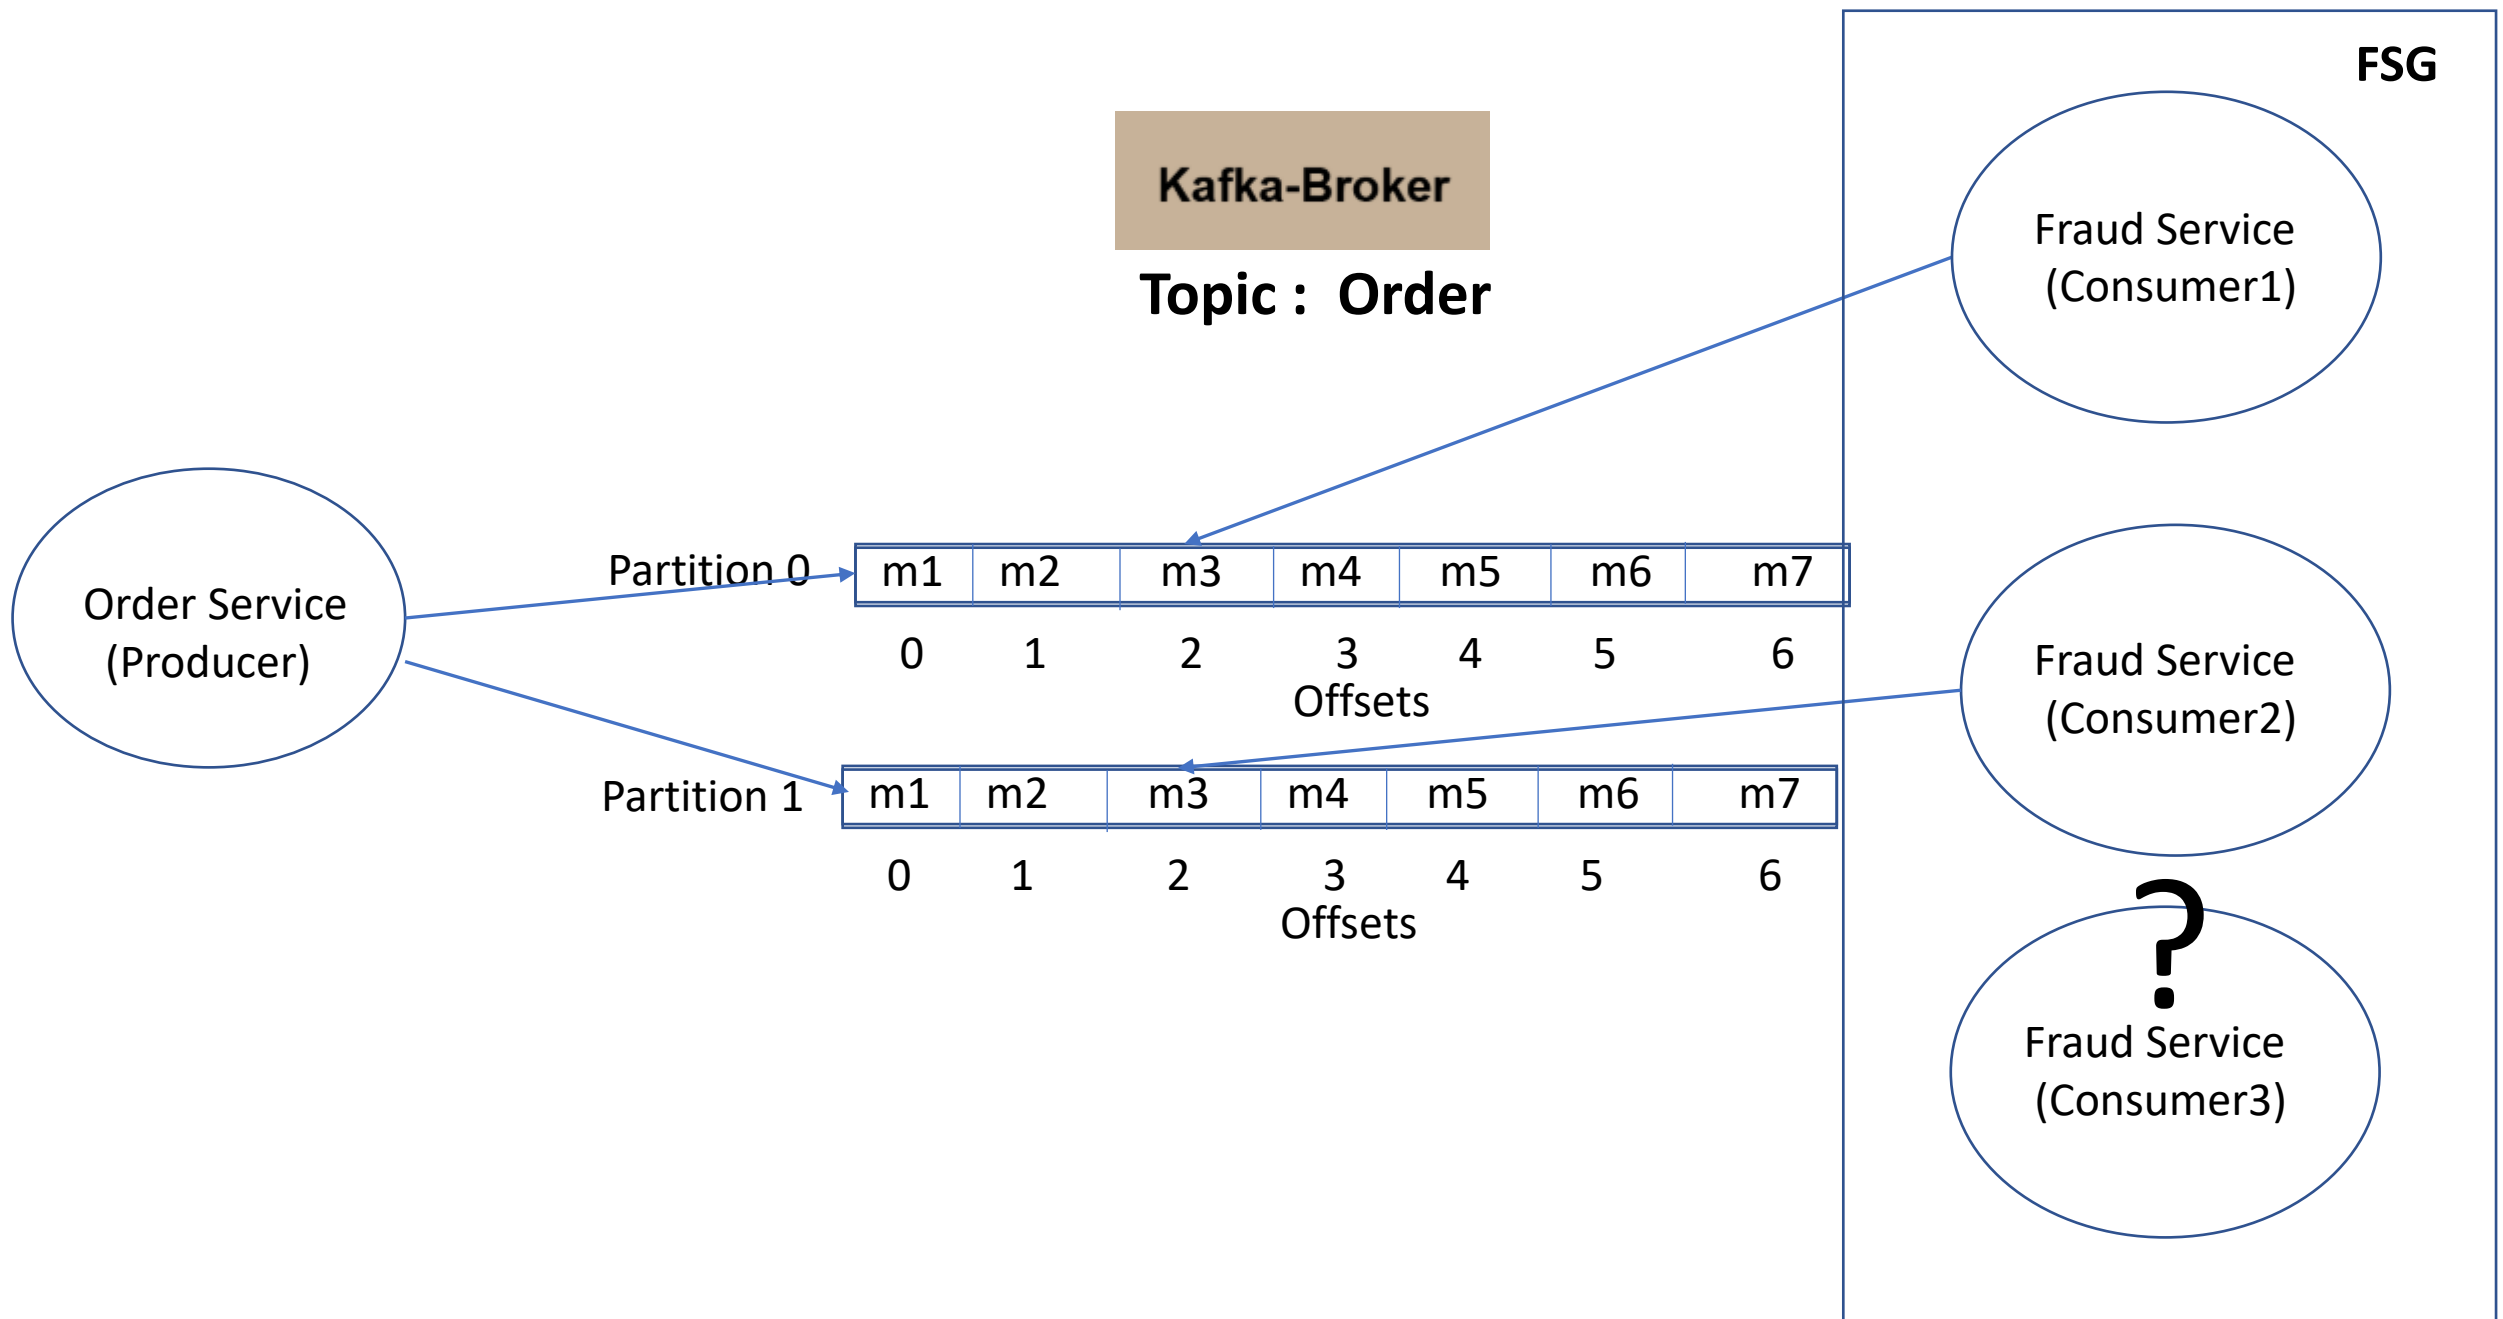 FSG
Kafka-Broker
Topic : Order
Fraud Service
(Consumer1)
Order Service
(Producer)
Partition 0
m1 m2 m3 m4 m5 m6 m7
0 1 2 3 4 5 6
Offsets
Fraud Service
(Consumer2)
Partition 1
m1 m2 m3 m4 m5 m6 m7
0 1 2 3 4 5 6
Offsets
?
Fraud Service
(Consumer3)